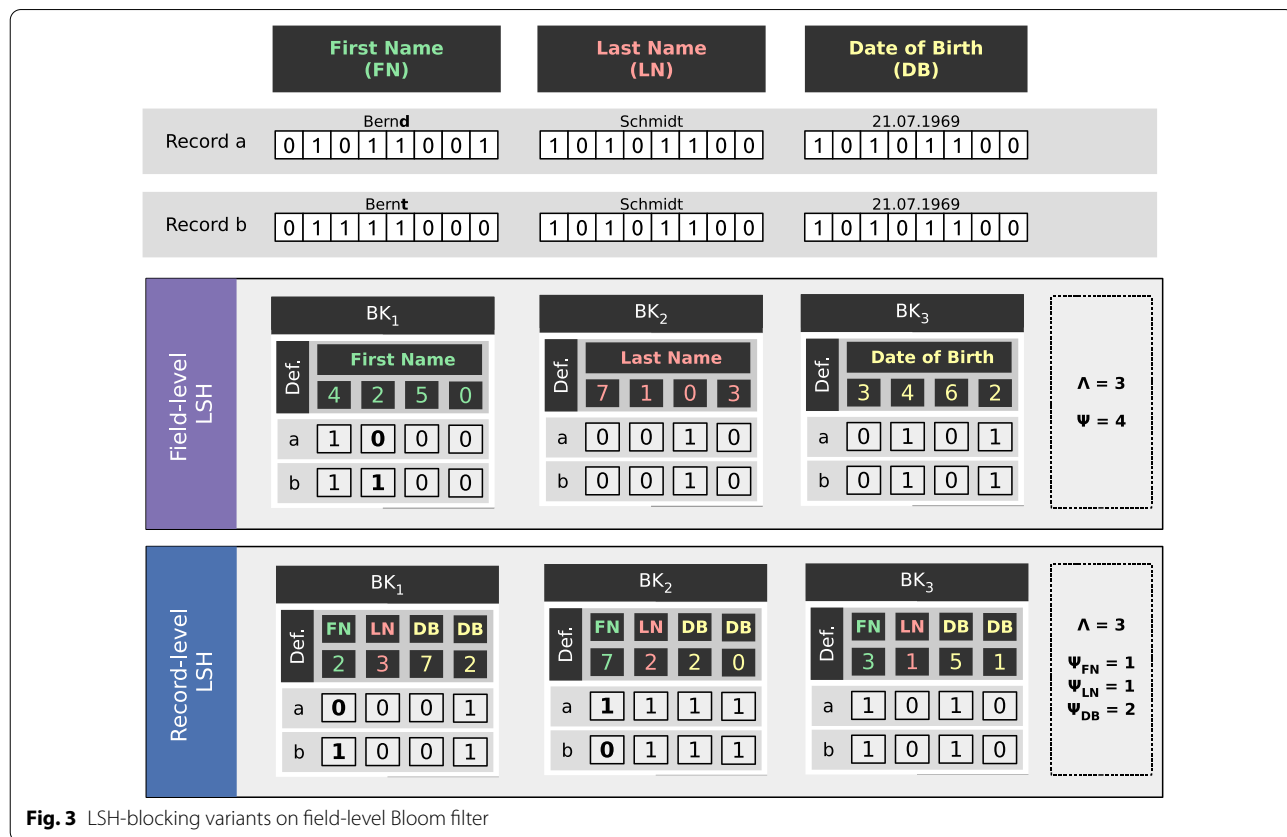 First Name Last Name Date of Birth
(FN) (LN) (DB)
Bernd Schmidt 21.07.1969
Record a 0 1 0 1 1 0 0 1 1 0 1 0 1 1 0 0 1 0 1 0 1 1 0 0
Bernt Schmidt 21.07.1969
Record b 0 1 1 1 1 0 0 0 1 0 1 0 1 1 0 0 1 0 1 0 1 1 0 0
Field-level
LSH
BK1 BK2 BK3
Def. First Name Def. Last Name Def. Date of Birth
4 2 5 0 7 1 0 3 3 4 6 2
a 1 0 0 0 a 0 0 1 0 a 0 1 0 1
b 1 1 0 0 b 0 0 1 0 b 0 1 0 1
Λ = 3
Ψ = 4
Record-level
LSH
BK1 BK2 BK3
Def. FN LN DB DB Def. FN LN DB DB Def. FN LN DB DB
2 3 7 2 7 2 2 0 3 1 5 1
a 0 0 0 1 a 1 1 1 1 a 1 0 1 0
b 1 0 0 1 b 0 1 1 1 b 1 0 1 0
Λ = 3
ΨFN = 1
ΨLN = 1
ΨDB = 2
Fig. 3 LSH-blocking variants on field-level Bloom filter